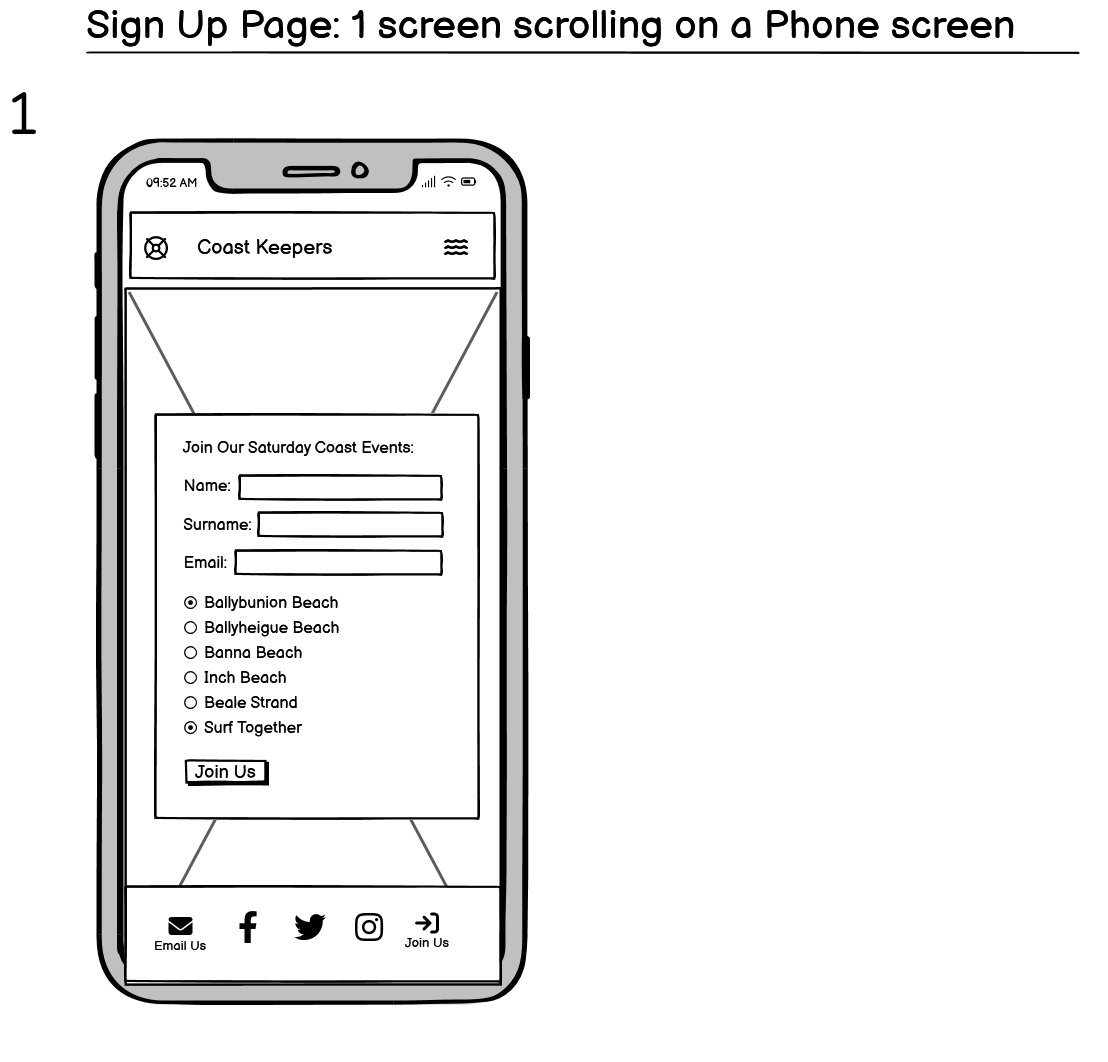 Sign Up Page: 1 screen scrolling on a Phone screen
1
09:52 AM
Coast Keepers
Join Our Saturday Coast Events:
Name:
Surname:
Email:
Ballybunion Beach
Ballyheigue Beach
Banna Beach
Inch Beach
Beale Strand
Surf Together
Join Us
Email Us
Join Us